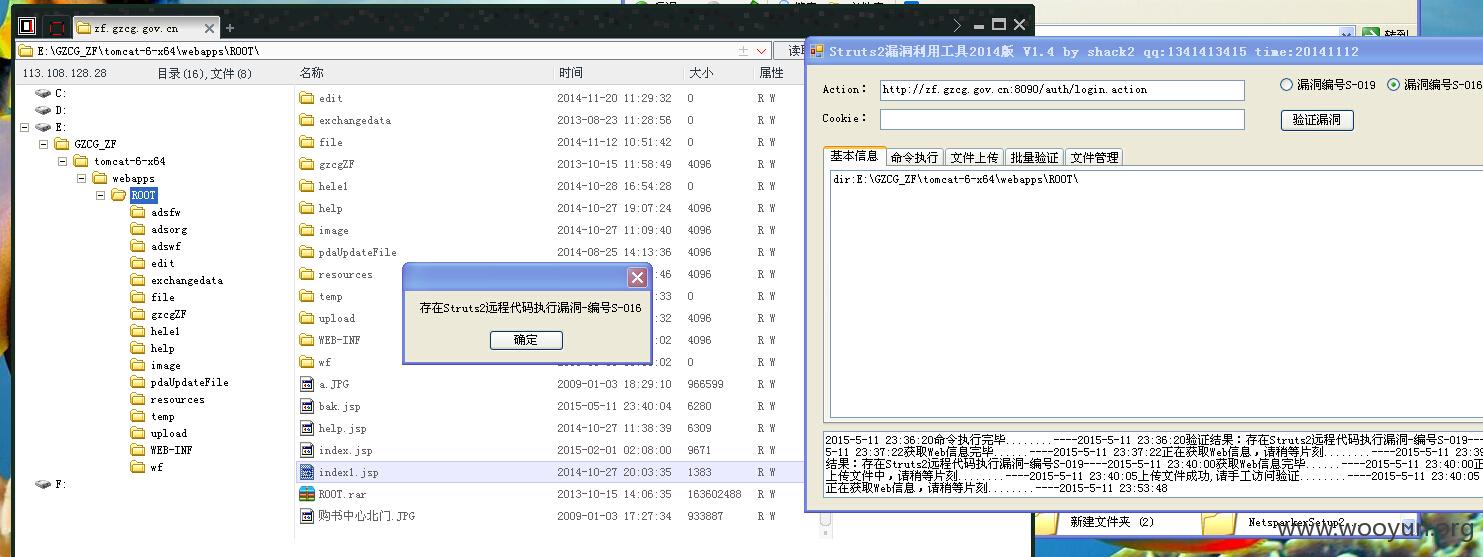 zf.gzcg.gov.cn
E:\GZCG_ZF\tomcat-6-x64\webapps\ROOT\
113.108.128.28
目录(16),文件(8)
名称
时间
大小
属性
C:
D:
E:
GZCG_ZF
tomcat-6-x64
webapps
ROOT
adsfw
adsorg
adswf
edit
exchangedata
file
gzcgZF
hele1
help
image
pdaUpdateFile
resources
temp
upload
WEB-INF
wf
F:
edit 2014-11-20 11:29:32 0 R W
exchangedata 2013-08-23 11:28:56 0 R W
file 2014-11-12 10:51:42 0 R W
gzcgZF 2013-10-15 11:58:49 4096 R W
hele1 2014-10-28 16:54:28 0 R W
help 2014-10-27 19:07:24 4096 R W
image 2014-10-27 11:09:40 4096 R W
pdaUpdateFile 2014-08-25 14:13:36 4096 R W
resources :46 4096 R W
temp :33 0 R W
upload :32 4096 R W
WEB-INF :02 4096 R W
wf :02 0 R W
a.JPG 2009-01-03 18:29:10 966599 R W
bak.jsp 2015-05-11 23:40:04 6280 R W
help.jsp 2014-10-27 11:38:39 6309 R W
index.jsp 2015-02-01 02:08:00 9671 R W
index1.jsp 2014-10-27 20:03:35 1383 R W
ROOT.rar 2013-10-15 14:06:35 163602488 R W
购书中心北门.JPG 2009-01-03 17:27:34 933887 R W
存在Struts2远程代码执行漏洞-编号S-016
确定
转到
Struts2漏洞利用工具2014版 V1.4 by shack2 qq:1341413415 time:20141112
Action:
http://zf.gzcg.gov.cn:8090/auth/login.action
漏洞编号S-019
漏洞编号S-016
Cookie:
验证漏洞
基本信息
命令执行
文件上传
批量验证
文件管理
dir:E:\GZCG_ZF\tomcat-6-x64\webapps\ROOT\
2015-5-11 23:36:20命令执行完毕........----2015-5-11 23:36:20验证结果：存在Struts2远程代码执行漏洞-编号S-019---
5-11 23:37:22获取Web信息完毕......----2015-5-11 23:37:22正在获取Web信息，请稍等片刻........----2015-5-11 23:39
结果：存在Struts2远程代码执行漏洞-编号S-019----2015-5-11 23:40:00获取Web信息完毕......----2015-5-11 23:40:00正
上传文件中,请稍等片刻........----2015-5-11 23:40:05上传文件成功,请手工访问验证........----2015-5-11 23:40:05
正在获取Web信息，请稍等片刻........----2015-5-11 23:53:48
新建文件夹 (2)
NetsparkerSetup2
www.wooyun.org